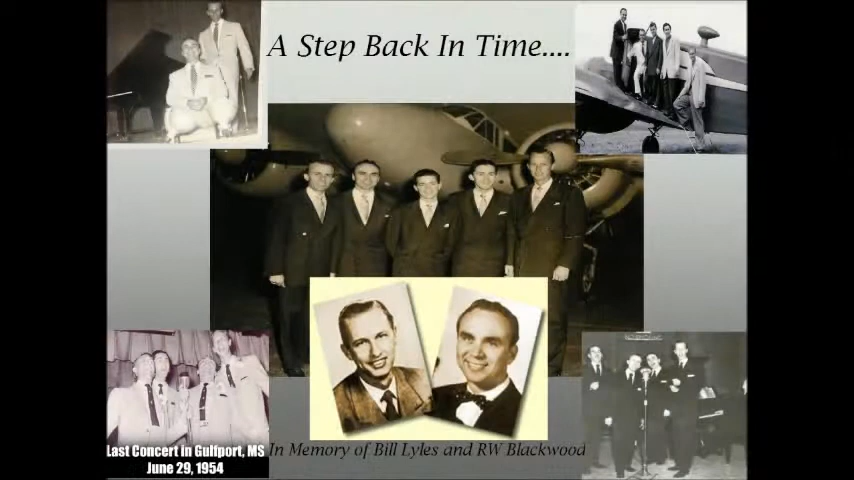 A Step Back In Time....
Last Concert in Gulfport, MS
June 29, 1954
In Memory of Bill Lyles and RW Blackwood